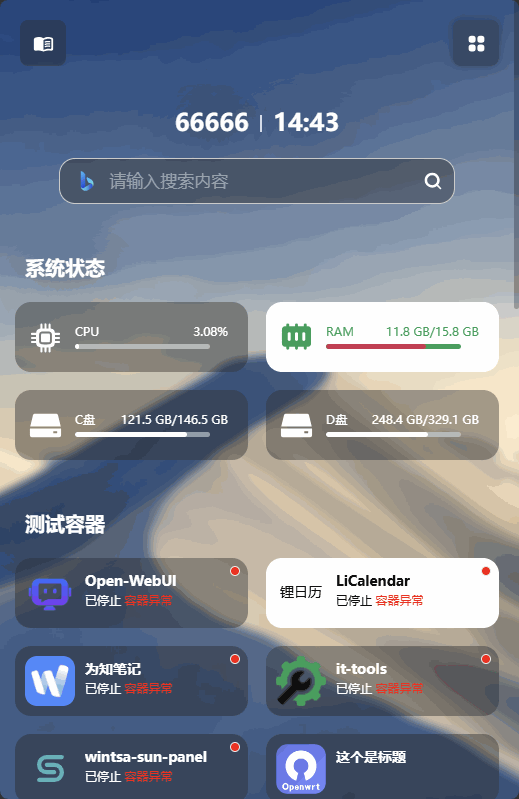 66666 | 14:43
请输入搜索内容
系统状态
CPU 3.08%
RAM 11.8 GB/15.8 GB
C盘 121.5 GB/146.5 GB
D盘 248.4 GB/329.1 GB
测试容器
Open-WebUI
已停止 容器异常
锂日历
LiCalendar
已停止 容器异常
为知笔记
已停止 容器异常
it-tools
已停止 容器异常
wintsa-sun-panel
已停止 容器异常
这个是标题
Openwrt